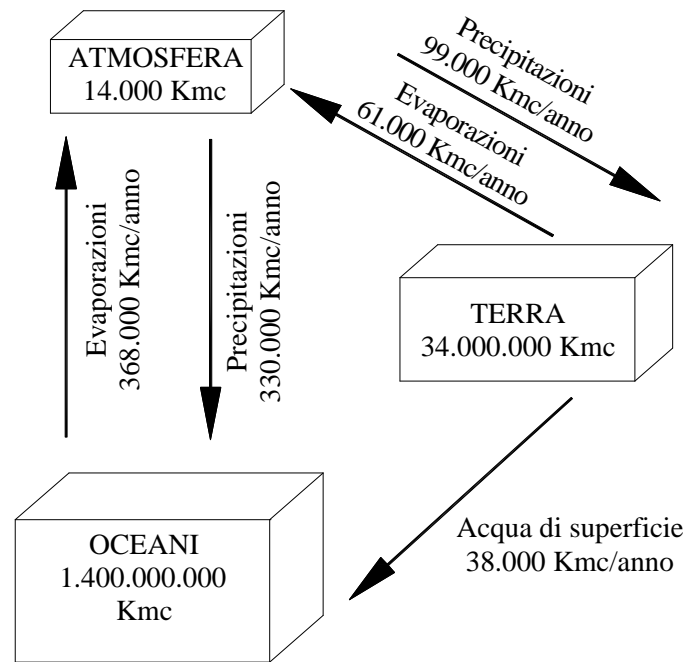 ATMOSFERA
14.000 Kmc
Precipitazioni
99.000 Kmc/anno
Evaporazioni
61.000 Kmc/anno
Evaporazioni
368.000 Kmc/anno
Precipitazioni
330.000 Kmc/anno
TERRA
34.000.000 Kmc
OCEANI
1.400.000.000
Kmc
Acqua di superficie
38.000 Kmc/anno